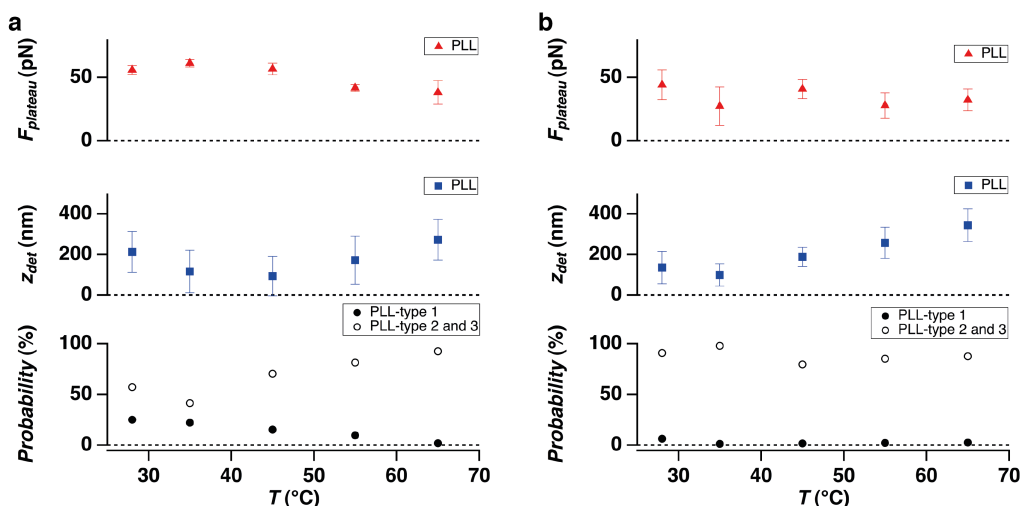 a
F_plateau (pN)
50
0
PLL
z_det (nm)
400
200
0
PLL
Probability (%)
100
50
0
PLL-type 1
PLL-type 2 and 3
30 40 50 60 70
T (°C)
b
F_plateau (pN)
50
0
PLL
z_det (nm)
400
200
0
PLL
Probability (%)
100
50
0
PLL-type 1
PLL-type 2 and 3
30 40 50 60 70
T (°C)